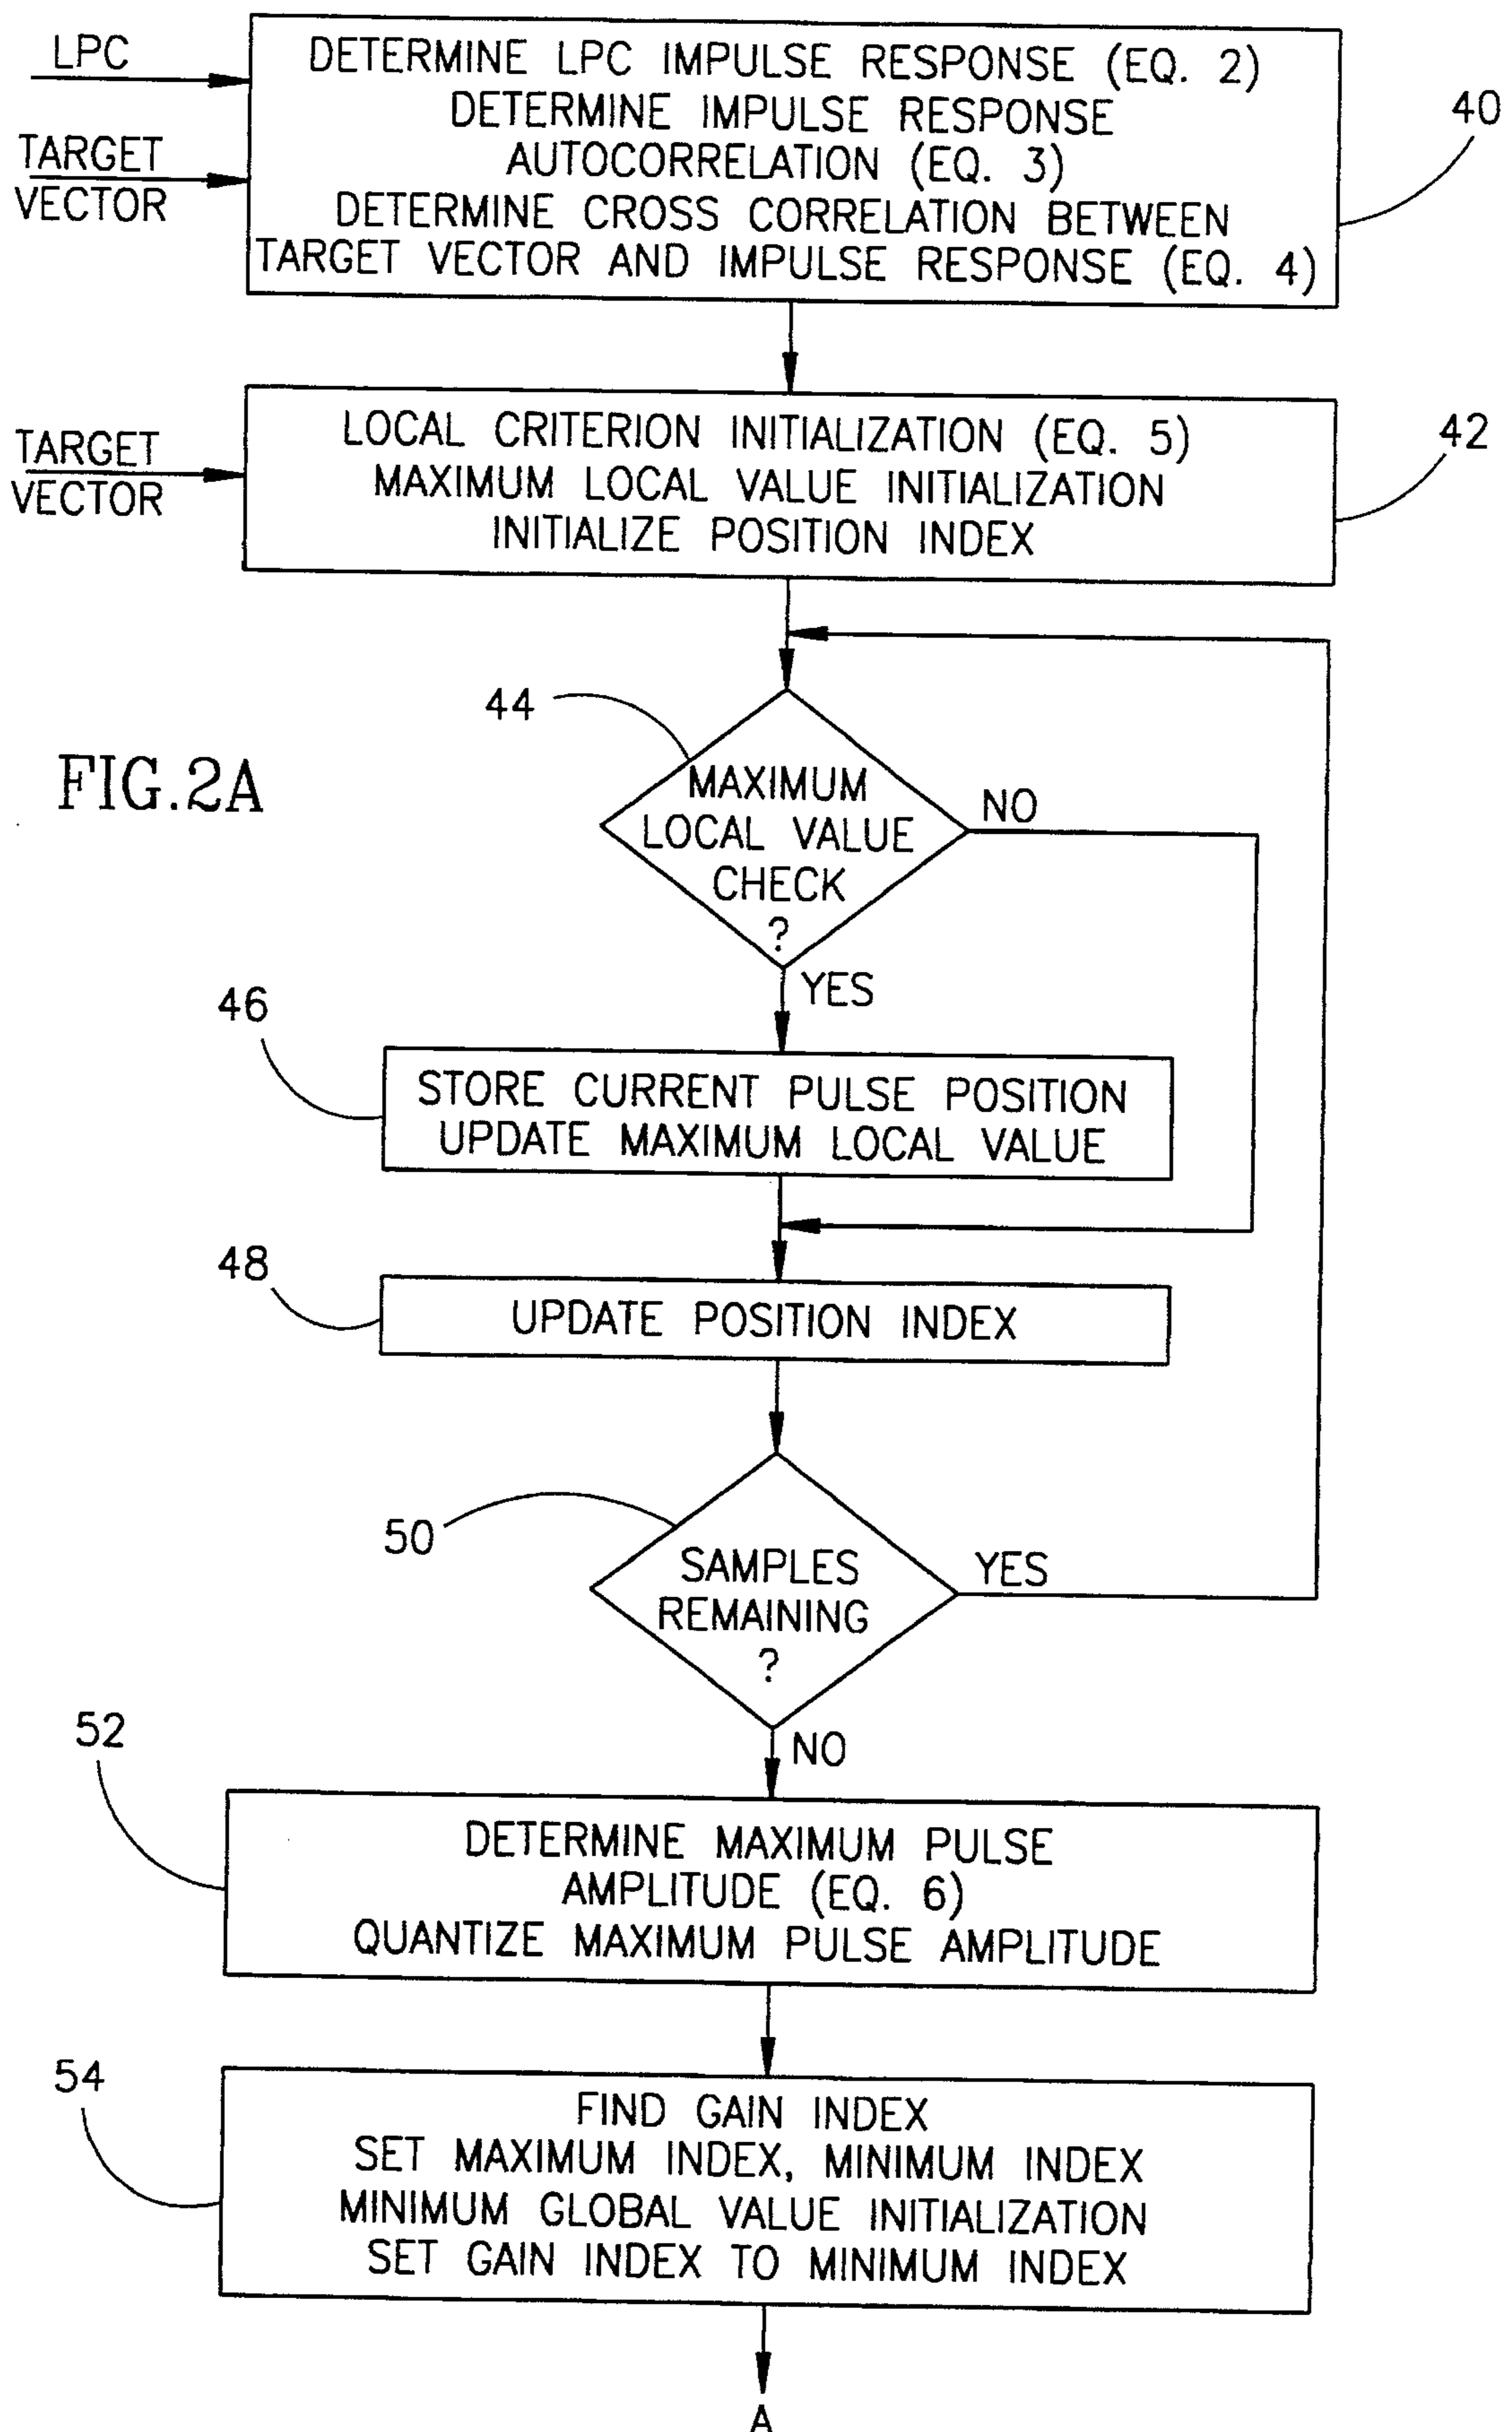 LPC
TARGET
VECTOR
DETERMINE LPC IMPULSE RESPONSE (EQ. 2)
DETERMINE IMPULSE RESPONSE
AUTOCORRELATION (EQ. 3)
DETERMINE CROSS CORRELATION BETWEEN
TARGET VECTOR AND IMPULSE RESPONSE (EQ. 4)
40
TARGET
VECTOR
LOCAL CRITERION INITIALIZATION (EQ. 5)
MAXIMUM LOCAL VALUE INITIALIZATION
INITIALIZE POSITION INDEX
42
FIG.2A
44
MAXIMUM
LOCAL VALUE
CHECK
?
NO
YES
46
STORE CURRENT PULSE POSITION
UPDATE MAXIMUM LOCAL VALUE
48
UPDATE POSITION INDEX
50
SAMPLES
REMAINING
?
YES
NO
52
DETERMINE MAXIMUM PULSE
AMPLITUDE (EQ. 6)
QUANTIZE MAXIMUM PULSE AMPLITUDE
54
FIND GAIN INDEX
SET MAXIMUM INDEX, MINIMUM INDEX
MINIMUM GLOBAL VALUE INITIALIZATION
SET GAIN INDEX TO MINIMUM INDEX
A